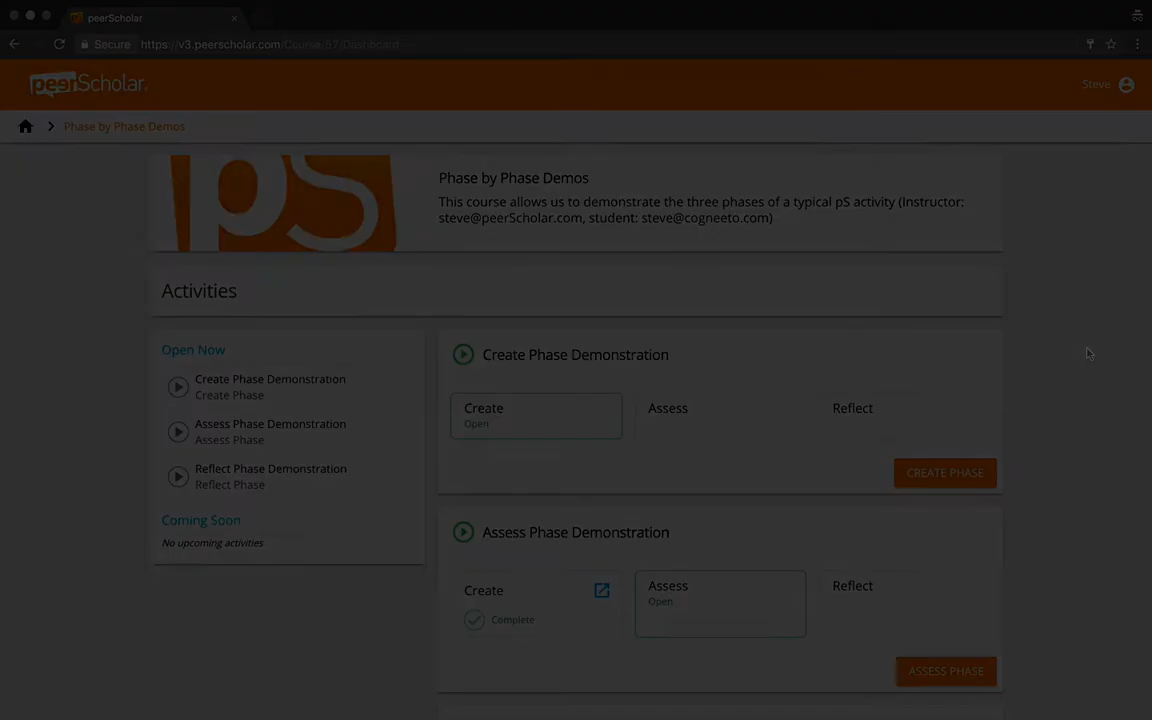 peerScholar
Secure https://v3.peerscholar.com/Course/57/Dashboard
peerScholar
Steve
Phase by Phase Demos
pS
Phase by Phase Demos
This course allows us to demonstrate the three phases of a typical pS activity (Instructor:
steve@peerScholar.com, student: steve@cogneeto.com)
Activities
Open Now
Create Phase Demonstration
Create Phase
Assess Phase Demonstration
Assess Phase
Reflect Phase Demonstration
Reflect Phase
Coming Soon
No upcoming activities
Create Phase Demonstration
Create
Open
Assess
Reflect
CREATE PHASE
Assess Phase Demonstration
Create
Complete
Assess
Open
Reflect
ASSESS PHASE